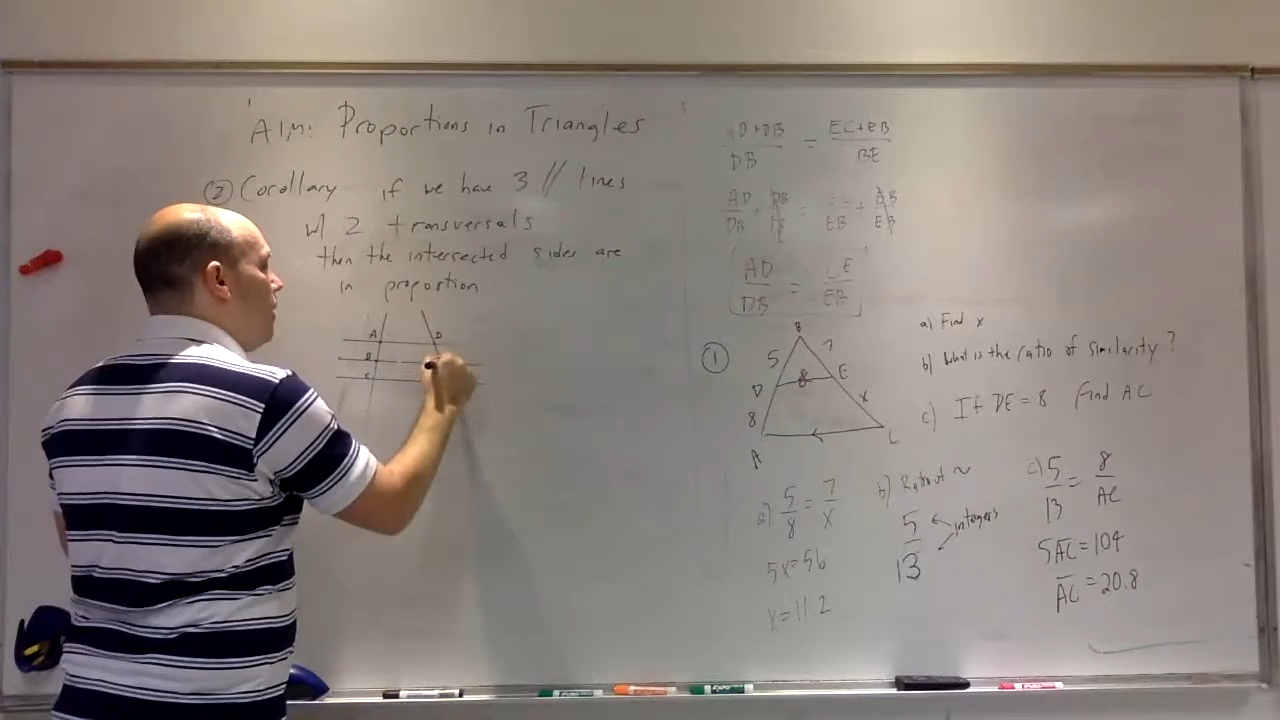 AIM: Proportions in Triangles
② Corollary if we have 3 // lines
w/ 2 transversals
then the intersected sides are
in proportion
A D
B
C
D+DB / DB = EC+EB / BE
AD / DB + DB / = EC / EB + EB / EB
AD / DB = CE / EB
①
B
5 7
D 8 E
8 x
A C
a) Find x
b) What is the ratio of similarity ?
c) If DE = 8 Find AC
a) 5/8 = 7/x
5x = 56
x = 11.2
b) Ratio of ~
5 integers
13
c) 5/13 = 8/AC
5AC = 104
AC = 20.8
EXPO